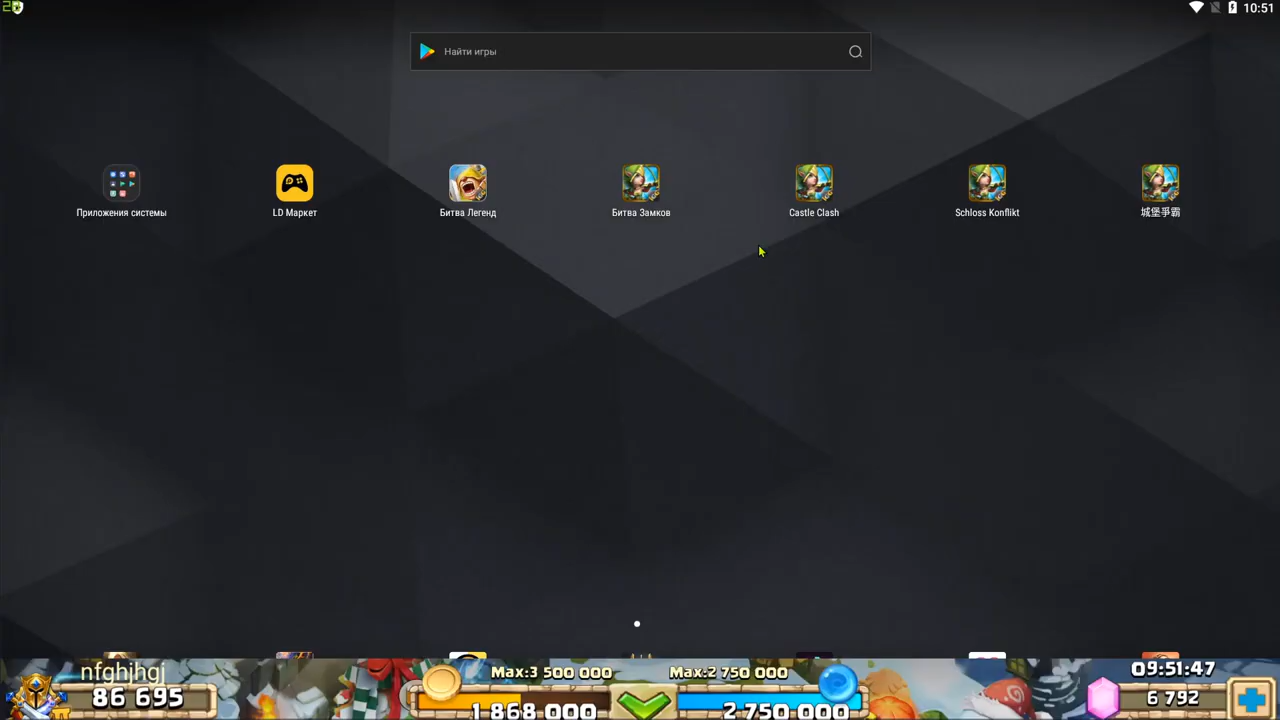 20
10:51
Найти игры
Приложения системы
LD Маркет
Битва Легенд
Битва Замков
Castle Clash
Schloss Konflikt
城堡爭霸
nfghjhgj
86 695
Max:3 500 000
1 868 000
Max:2 750 000
2 750 000
09:51:47
6 792